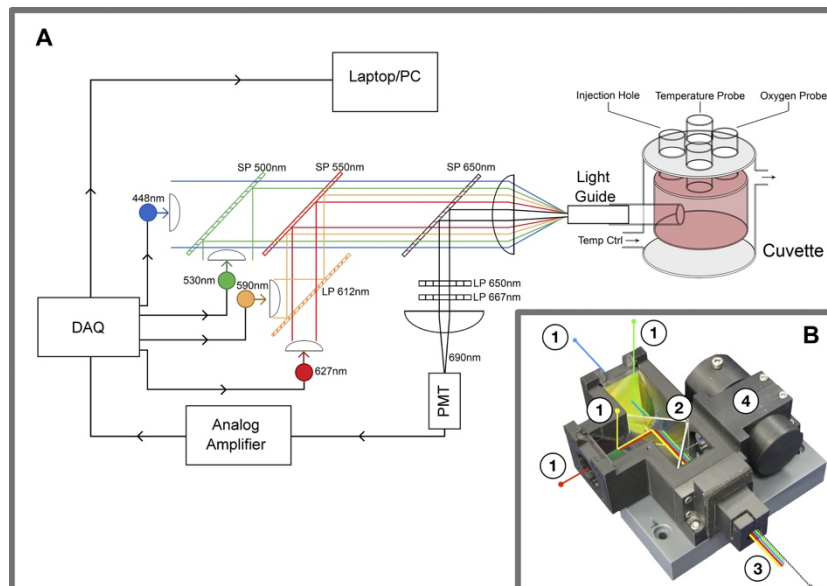 A
Laptop/PC
Injection Hole
Temperature Probe
Oxygen Probe
SP 500nm
SP 550nm
SP 650nm
448nm
Light
Guide
Temp Ctrl
Cuvette
530nm
590nm
LP 612nm
LP 650nm
LP 667nm
DAQ
627nm
690nm
PMT
Analog
Amplifier
B
1
1
1
2
4
1
3